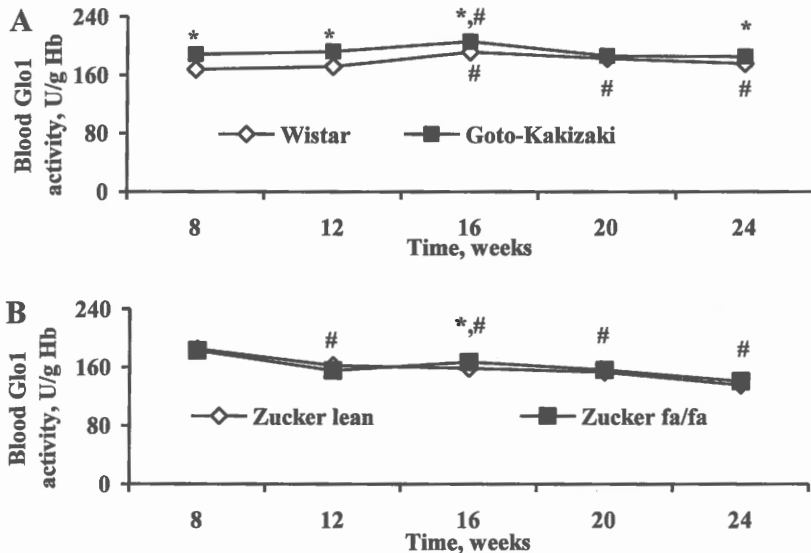 A
Blood Glo1
activity, U/g Hb
240
160
80
0
* * *,# *
# # #
Wistar Goto-Kakizaki
8 12 16 20 24
Time, weeks
B
Blood Glo1
activity, U/g Hb
240
160
80
0
# *,# # #
Zucker lean Zucker fa/fa
8 12 16 20 24
Time, weeks